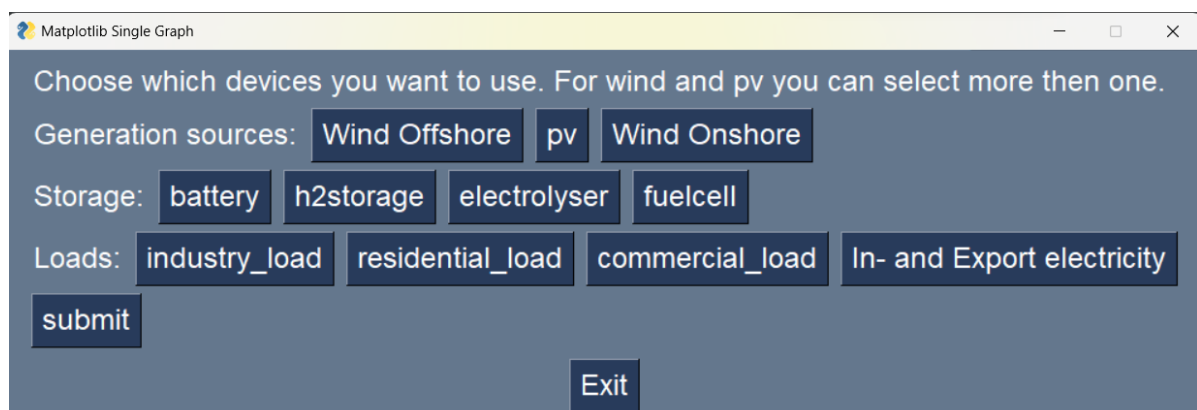 Matplotlib Single Graph
Choose which devices you want to use. For wind and pv you can select more then one.
Generation sources: Wind Offshore pv Wind Onshore
Storage: battery h2storage electrolyser fuelcell
Loads: industry_load residential_load commercial_load In- and Export electricity
submit
Exit